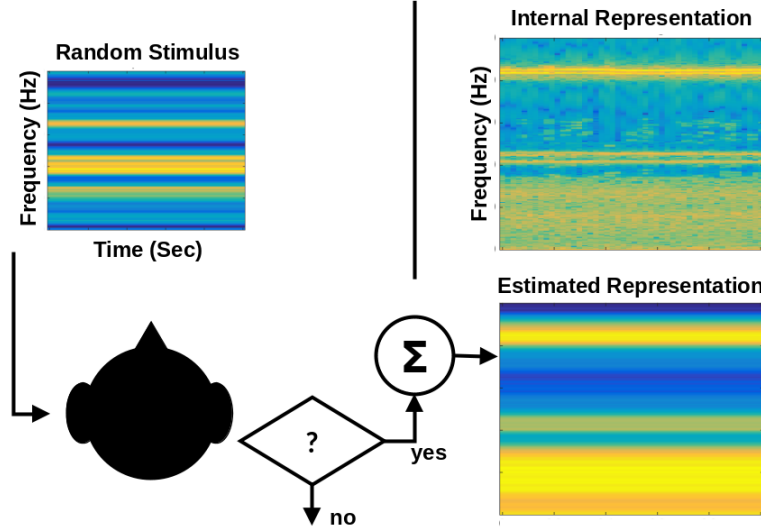 Random Stimulus
Frequency (Hz)
Time (Sec)
Internal Representation
Frequency (Hz)
Estimated Representation
Σ
?
yes
no